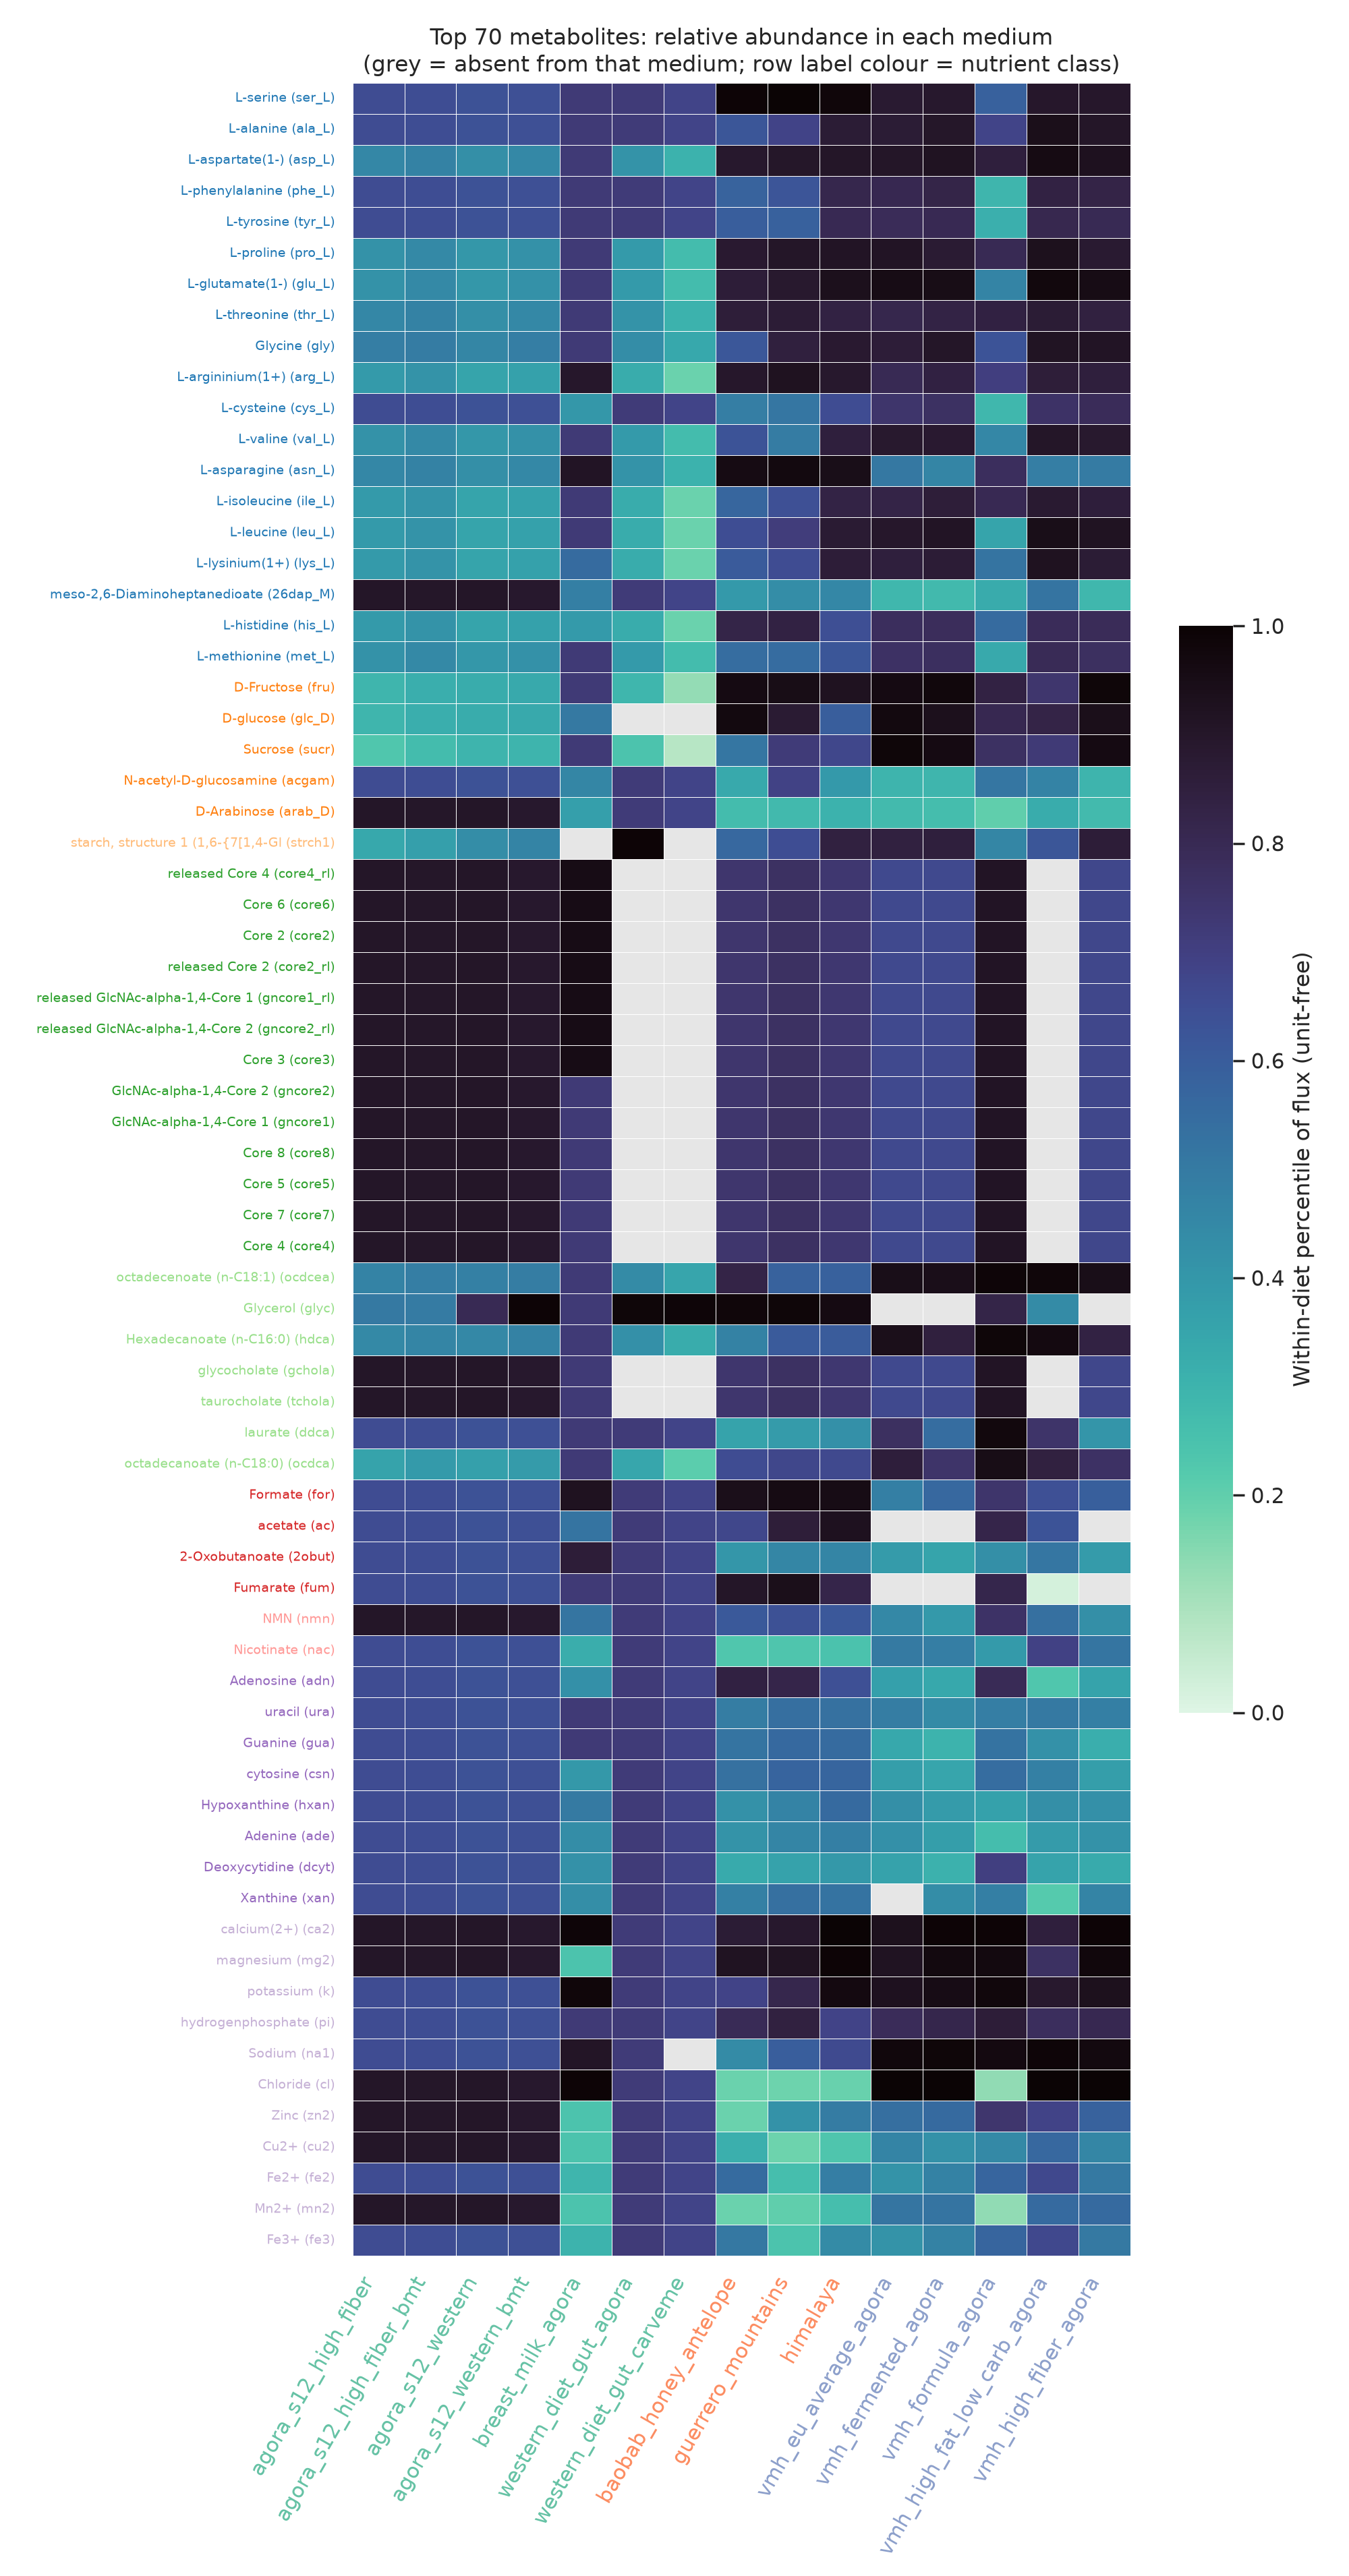 Top 70 metabolites: relative abundance in each medium
(grey = absent from that medium; row label colour = nutrient class)
L-serine (ser_L)
L-alanine (ala_L)
L-aspartate(1-) (asp_L)
L-phenylalanine (phe_L)
L-tyrosine (tyr_L)
L-proline (pro_L)
L-glutamate(1-) (glu_L)
L-threonine (thr_L)
Glycine (gly)
L-argininium(1+) (arg_L)
L-cysteine (cys_L)
L-valine (val_L)
L-asparagine (asn_L)
L-isoleucine (ile_L)
L-leucine (leu_L)
L-lysinium(1+) (lys_L)
meso-2,6-Diaminoheptanedioate (26dap_M)
L-histidine (his_L)
L-methionine (met_L)
D-Fructose (fru)
D-glucose (glc_D)
Sucrose (sucr)
N-acetyl-D-glucosamine (acgam)
D-Arabinose (arab_D)
starch, structure 1 (1,6-{7[1,4-Gl (strch1)
released Core 4 (core4_rl)
Core 6 (core6)
Core 2 (core2)
released Core 2 (core2_rl)
released GlcNAc-alpha-1,4-Core 1 (gncore1_rl)
released GlcNAc-alpha-1,4-Core 2 (gncore2_rl)
Core 3 (core3)
GlcNAc-alpha-1,4-Core 2 (gncore2)
GlcNAc-alpha-1,4-Core 1 (gncore1)
Core 8 (core8)
Core 5 (core5)
Core 7 (core7)
Core 4 (core4)
octadecenoate (n-C18:1) (ocdcea)
Glycerol (glyc)
Hexadecanoate (n-C16:0) (hdca)
glycocholate (gchola)
taurocholate (tchola)
laurate (ddca)
octadecanoate (n-C18:0) (ocdca)
Formate (for)
acetate (ac)
2-Oxobutanoate (2obut)
Fumarate (fum)
NMN (nmn)
Nicotinate (nac)
Adenosine (adn)
uracil (ura)
Guanine (gua)
cytosine (csn)
Hypoxanthine (hxan)
Adenine (ade)
Deoxycytidine (dcyt)
Xanthine (xan)
calcium(2+) (ca2)
magnesium (mg2)
potassium (k)
hydrogenphosphate (pi)
Sodium (na1)
Chloride (cl)
Zinc (zn2)
Cu2+ (cu2)
Fe2+ (fe2)
Mn2+ (mn2)
Fe3+ (fe3)
agora_s12_high_fiber
agora_s12_high_fiber_bmt
agora_s12_western
agora_s12_western_bmt
breast_milk_agora
western_diet_gut_agora
western_diet_gut_carveme
baobab_honey_antelope
guerrero_mountains
himalaya
vmh_eu_average_agora
vmh_fermented_agora
vmh_formula_agora
vmh_high_fat_low_carb_agora
vmh_high_fiber_agora
1.0
0.8
0.6
0.4
0.2
0.0
Within-diet percentile of flux (unit-free)